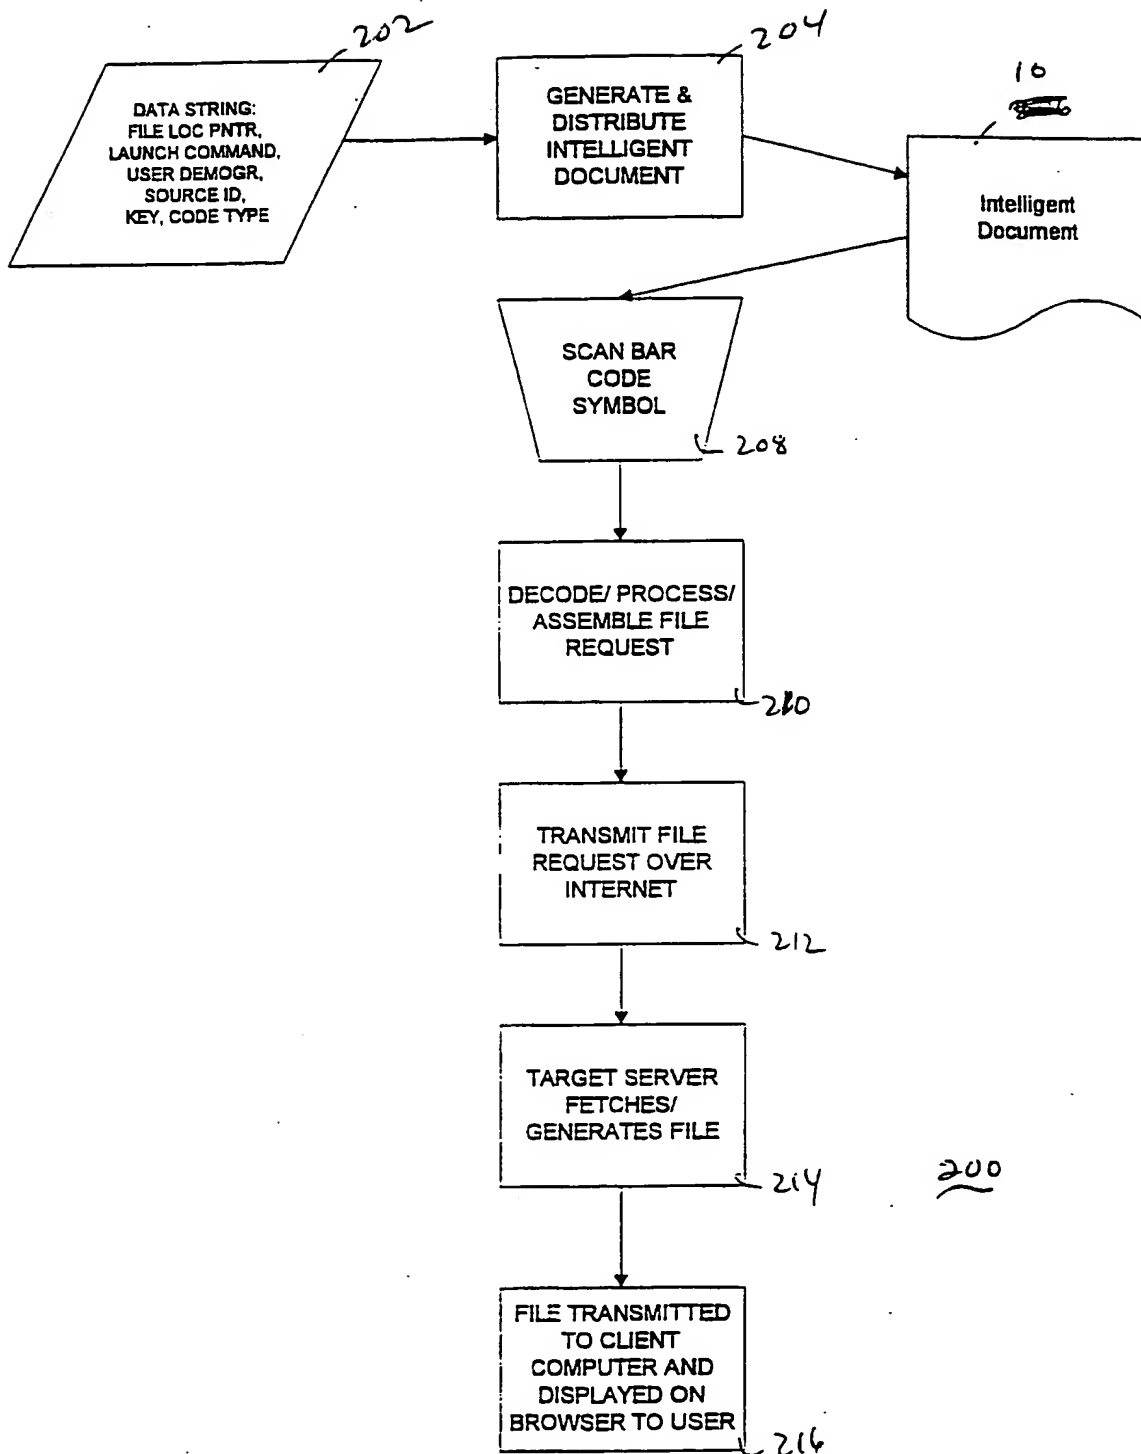 202
DATA STRING:
FILE LOC PNTR,
LAUNCH COMMAND,
USER DEMOGR,
SOURCE ID,
KEY, CODE TYPE
204
GENERATE &
DISTRIBUTE
INTELLIGENT
DOCUMENT
10
Intelligent
Document
SCAN BAR
CODE
SYMBOL
208
DECODE/ PROCESS/
ASSEMBLE FILE
REQUEST
210
TRANSMIT FILE
REQUEST OVER
INTERNET
212
TARGET SERVER
FETCHES/
GENERATES FILE
214
200
FILE TRANSMITTED
TO CLIENT
COMPUTER AND
DISPLAYED ON
BROWSER TO USER
216